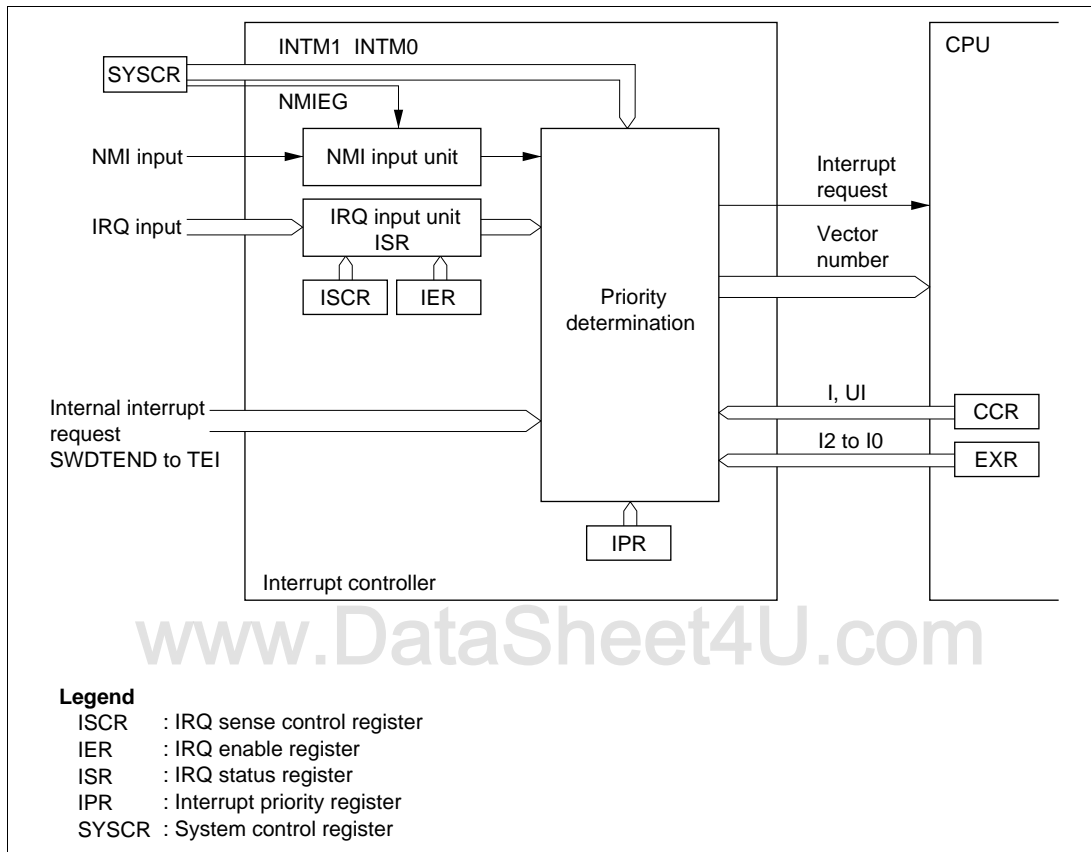 INTM1 INTM0
CPU
SYSCR
NMIEG
NMI input
NMI input unit
Interrupt
request
IRQ input
IRQ input unit
ISR
Vector
number
ISCR
IER
Priority
determination
Internal interrupt
request
SWDTEND to TEI
I, UI
CCR
I2 to I0
EXR
IPR
Interrupt controller
www.DataSheet4U.com
Legend
ISCR : IRQ sense control register
IER : IRQ enable register
ISR : IRQ status register
IPR : Interrupt priority register
SYSCR : System control register